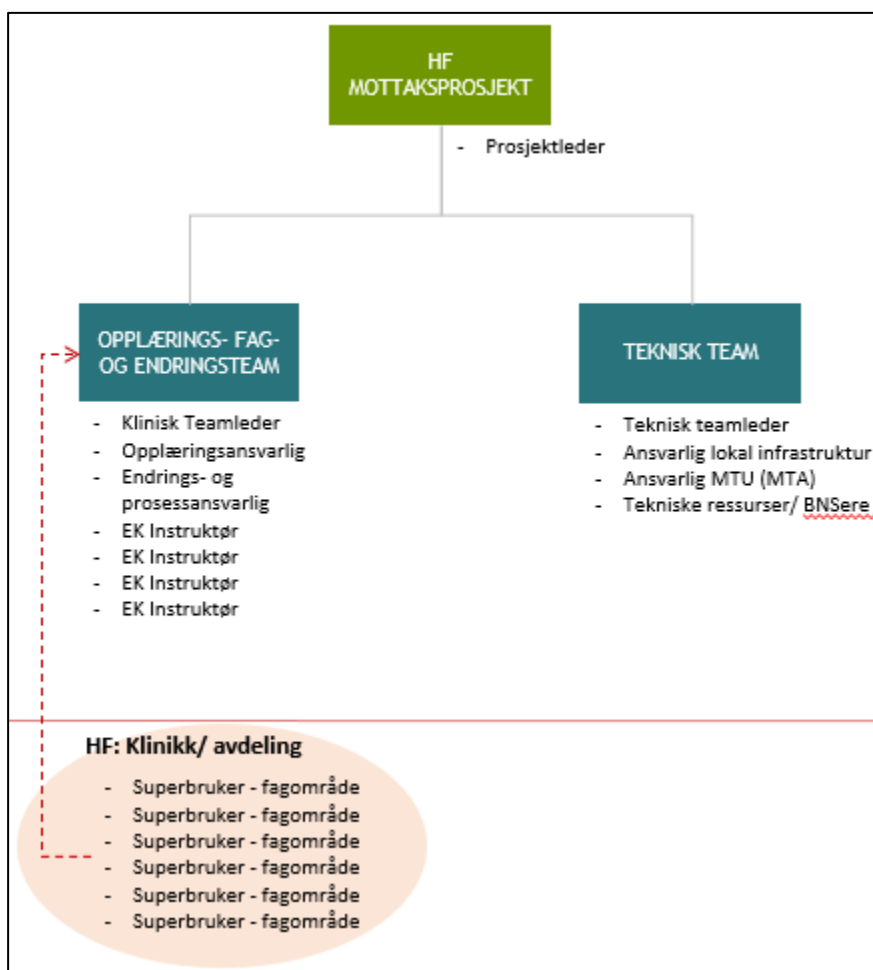 HF
MOTTAKSPROSJEKT
- Prosjektleder
OPPLÆRINGS- FAG-
OG ENDRINGSTEAM
- Klinisk Teamleder
- Opplæringsansvarlig
- Endrings- og
prosessansvarlig
- EK Instruktør
- EK Instruktør
- EK Instruktør
- EK Instruktør
TEKNISK TEAM
- Teknisk teamleder
- Ansvarlig lokal infrastruktur
- Ansvarlig MTU (MTA)
- Tekniske ressurser/ BNSere
HF: Klinikk/ avdeling
- Superbruker - fagområde
- Superbruker - fagområde
- Superbruker - fagområde
- Superbruker - fagområde
- Superbruker - fagområde
- Superbruker - fagområde